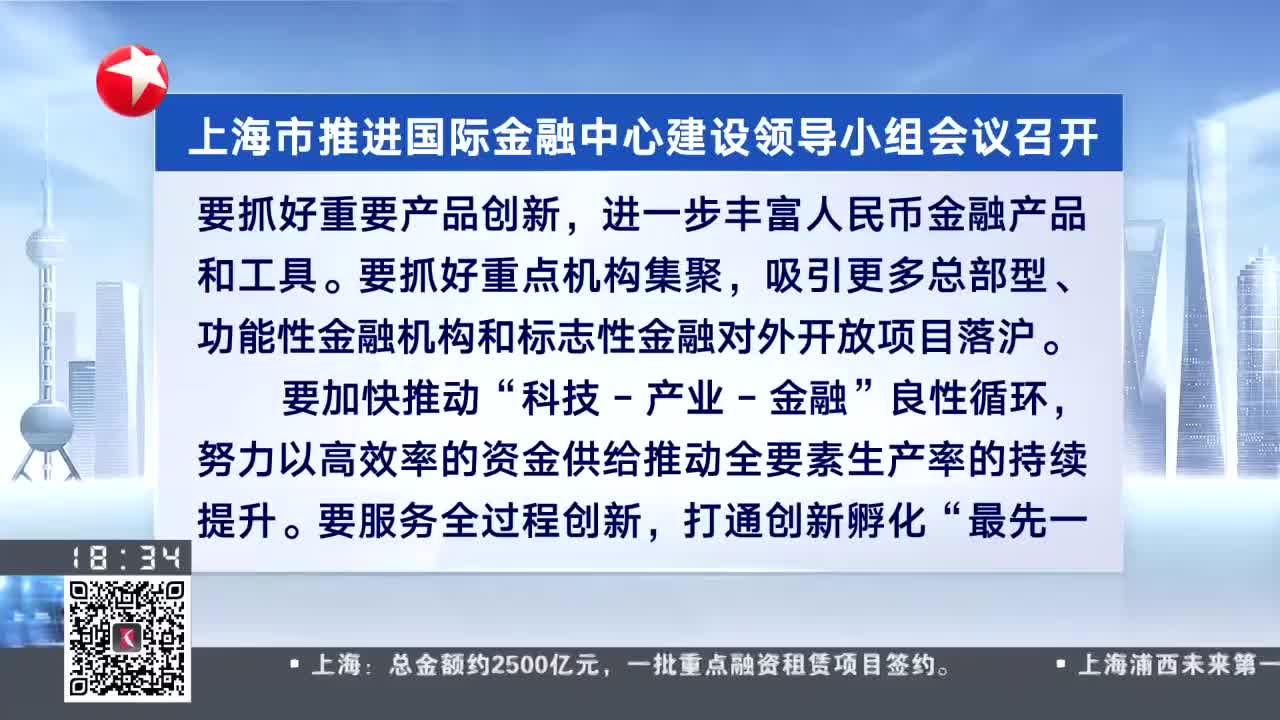 上海市推进国际金融中心建设领导小组会议召开
要抓好重要产品创新，进一步丰富人民币金融产品
和工具。要抓好重点机构集聚，吸引更多总部型、
功能性金融机构和标志性金融对外开放项目落沪。
要加快推动“科技－产业－金融”良性循环，
努力以高效率的资金供给推动全要素生产率的持续
提升。要服务全过程创新，打通创新孵化“最先一
18:34
▪ 上海：总金额约2500亿元，一批重点融资租赁项目签约。
▪ 上海浦西未来第一